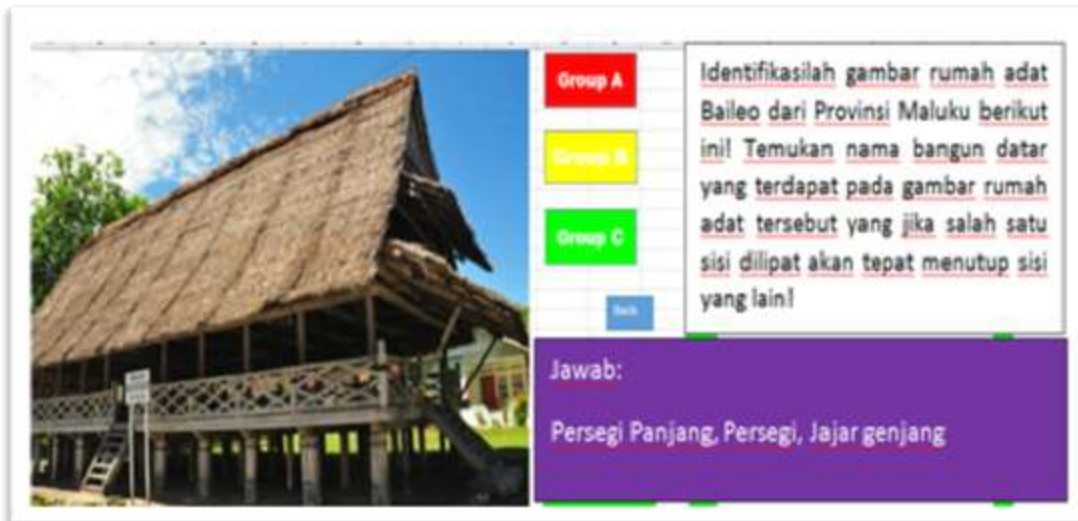 Group A
Group B
Group C
Back
Identifikasilah gambar rumah adat
Baileo dari Provinsi Maluku berikut
ini! Temukan nama bangun datar
yang terdapat pada gambar rumah
adat tersebut yang jika salah satu
sisi dilipat akan tepat menutup sisi
yang lain!
Jawab:
Persegi Panjang, Persegi, Jajar genjang